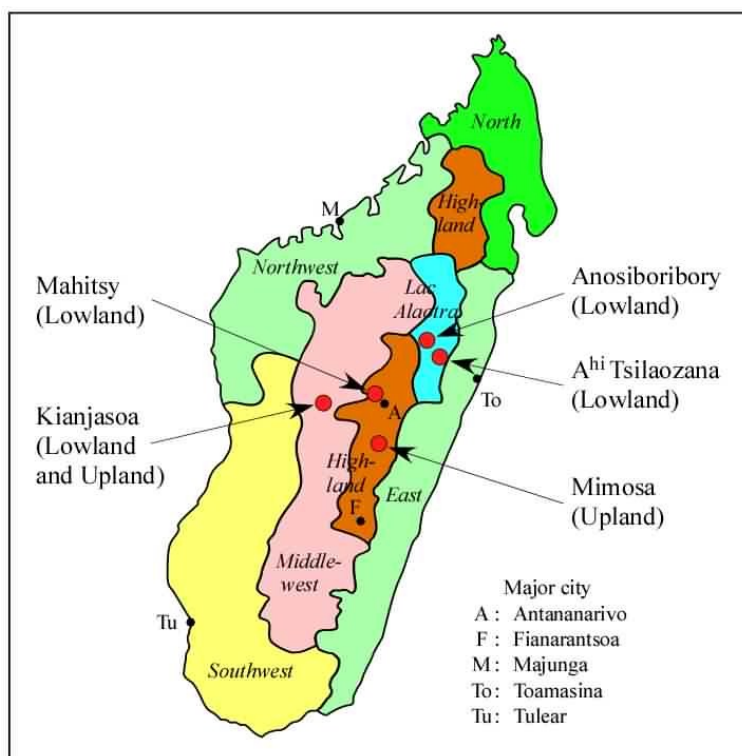 North
High-
land
M
Northwest
Lac
Alaotra
Mahitsy
(Lowland)
Anosiboribory
(Lowland)
A^hi Tsilaozana
(Lowland)
Kianjasoa
(Lowland
and Upland)
A
To
High-
land
East
Mimosa
(Upland)
F
Middle-
west
Tu
Southwest
Major city
A : Antananarivo
F : Fianarantsoa
M : Majunga
To : Toamasina
Tu : Tulear